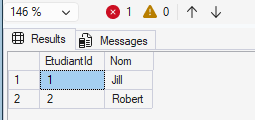 146 % 1 0
Results Messages
EtudiantId Nom
1 1 Jill
2 2 Robert